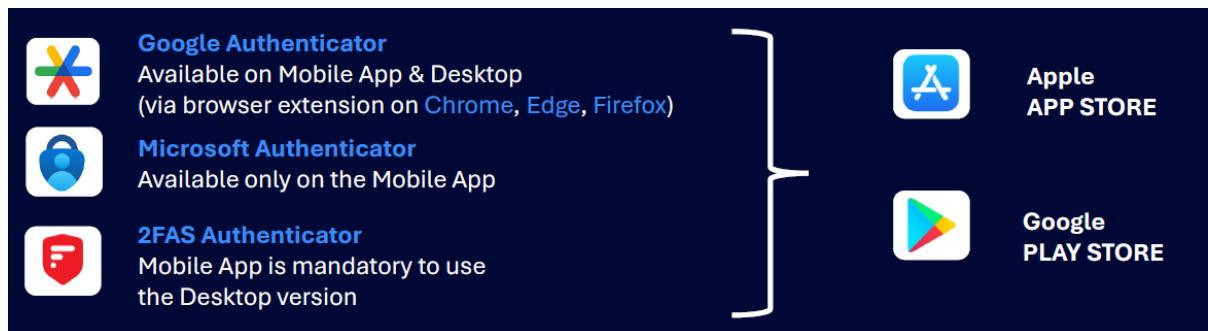 Google Authenticator
Available on Mobile App & Desktop
(via browser extension on Chrome, Edge, Firefox)
Microsoft Authenticator
Available only on the Mobile App
2FAS Authenticator
Mobile App is mandatory to use
the Desktop version
Apple
APP STORE
Google
PLAY STORE